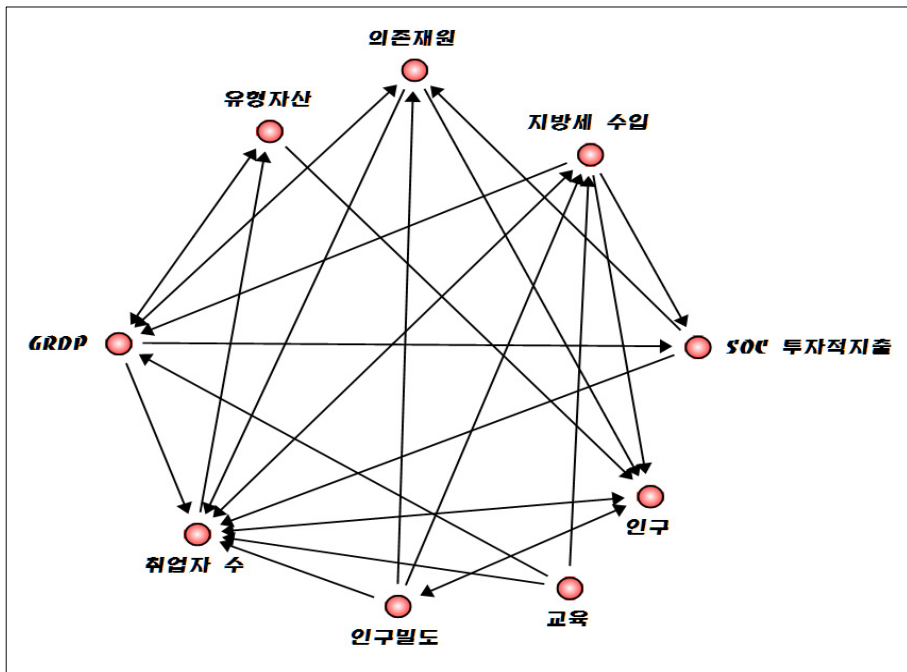 의존재원
유형자산
지방세 수입
GRDP
SOC 투자적지출
인구
취업자 수
교육
인구밀도